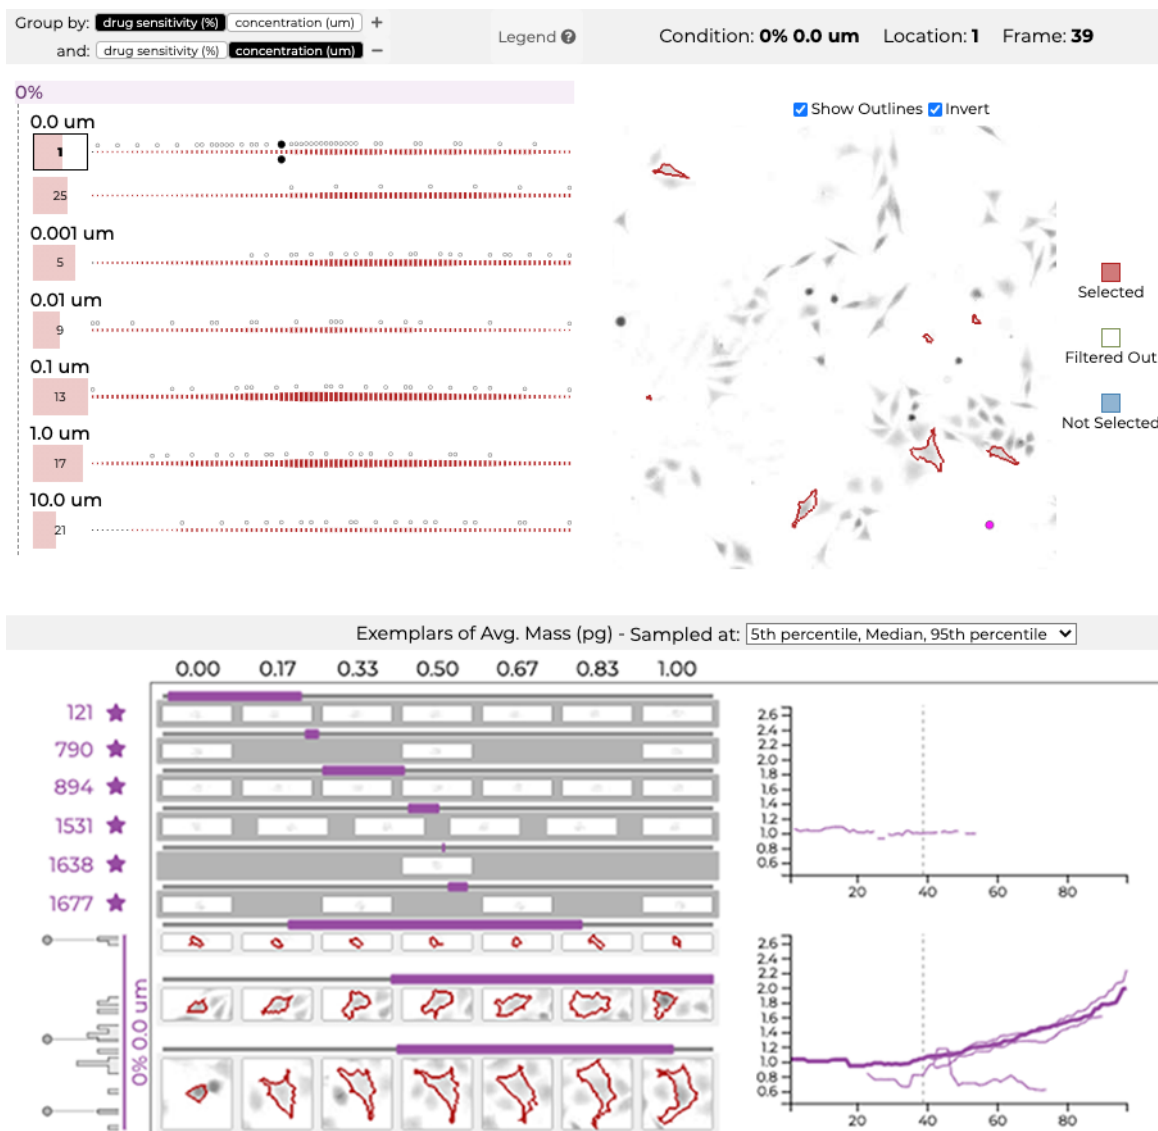 Group by: drug sensitivity (%) concentration (um) +
and: drug sensitivity (%) concentration (um) −
Legend ?
Condition: 0% 0.0 um Location: 1 Frame: 39
0%
0.0 um
1
25
0.001 um
5
0.01 um
9
0.1 um
13
1.0 um
17
10.0 um
21
Show Outlines Invert
Selected
Filtered Out
Not Selected
Exemplars of Avg. Mass (pg) - Sampled at: 5th percentile, Median, 95th percentile
0.00 0.17 0.33 0.50 0.67 0.83 1.00
121
790
894
1531
1638
1677
0% 0.0 um
2.6
2.4
2.2
2.0
1.8
1.6
1.4
1.2
1.0
0.8
0.6
20 40 60 80
2.6
2.4
2.2
2.0
1.8
1.6
1.4
1.2
1.0
0.8
0.6
20 40 60 80